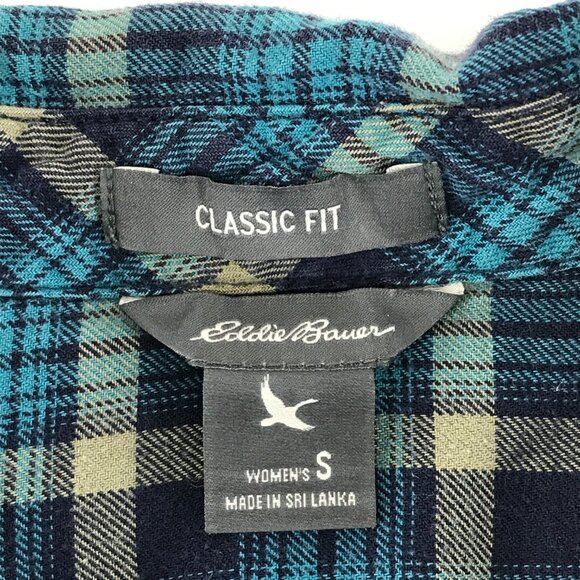 CLASSIC FIT
Eddie Bauer
WOMEN'S S
MADE IN SRI LANKA